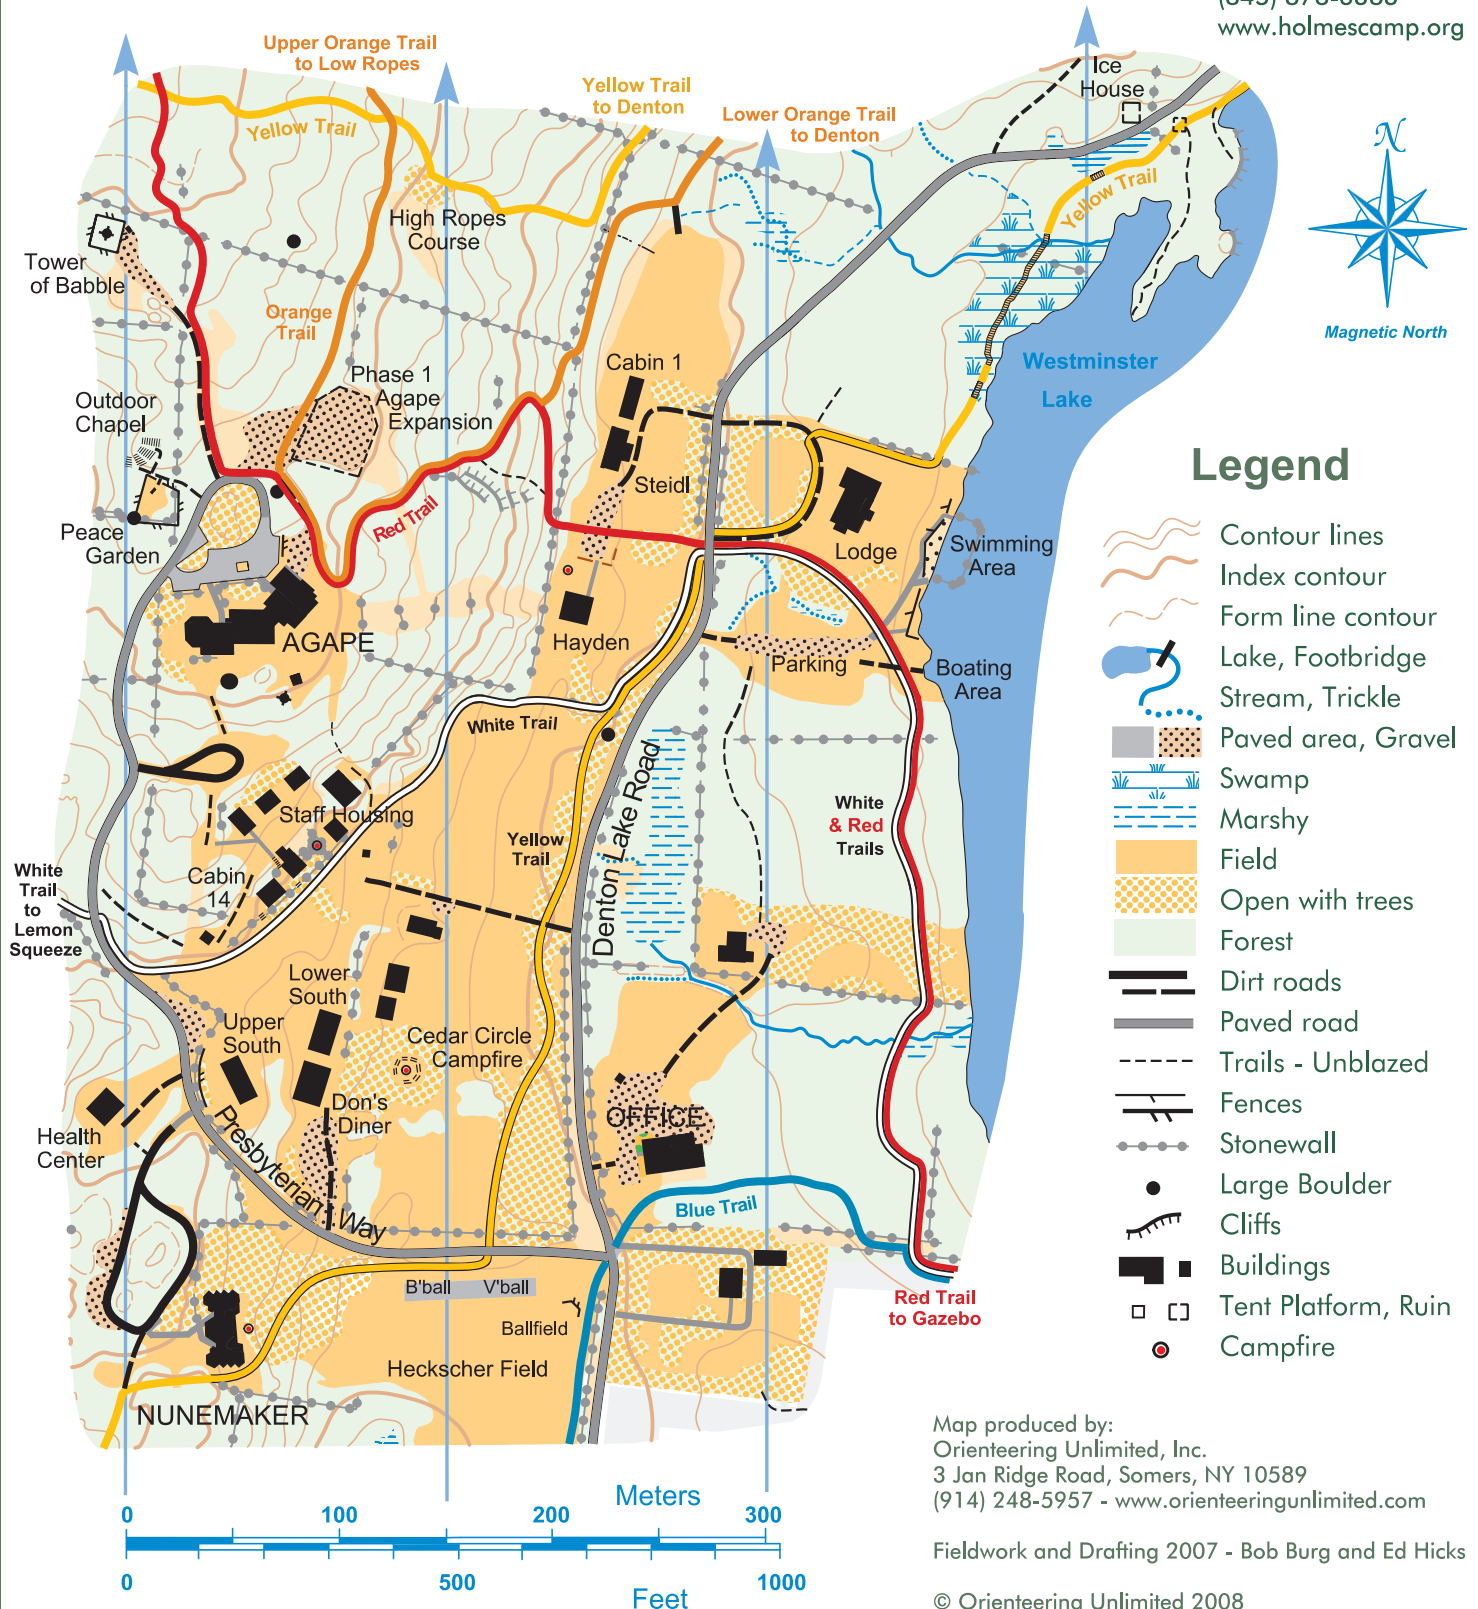 www.holmescamp.org
Upper Orange Trail
to Low Ropes
Yellow Trail
to Denton
Lower Orange Trail
to Denton
Ice
House
Yellow Trail
Yellow Trail
N
Magnetic North
High Ropes
Course
Tower
of Babble
Orange
Trail
Cabin 1
Westminster
Lake
Phase 1
Agape
Expansion
Outdoor
Chapel
Steidl
Red Trail
Peace
Garden
Lodge
Swimming
Area
AGAPE
Hayden
Parking
Boating
Area
White Trail
Denton Lake Road
Staff Housing
White
& Red
Trails
Yellow
Trail
Cabin
14
White
Trail
to
Lemon
Squeeze
Lower
South
Upper
South
Cedar Circle
Campfire
Don's
Diner
OFFICE
Health
Center
Presbyterian Way
Blue Trail
B'ball
V'ball
Ballfield
Red Trail
to Gazebo
Heckscher Field
NUNEMAKER
Legend
Contour lines
Index contour
Form line contour
Lake, Footbridge
Stream, Trickle
Paved area, Gravel
Swamp
Marshy
Field
Open with trees
Forest
Dirt roads
Paved road
Trails - Unblazed
Fences
Stonewall
Large Boulder
Cliffs
Buildings
Tent Platform, Ruin
Campfire
Map produced by:
Orienteering Unlimited, Inc.
3 Jan Ridge Road, Somers, NY 10589
(914) 248-5957 - www.orienteeringunlimited.com
Fieldwork and Drafting 2007 - Bob Burg and Ed Hicks
© Orienteering Unlimited 2008
Meters
0 100 200 300
0 500 1000
Feet